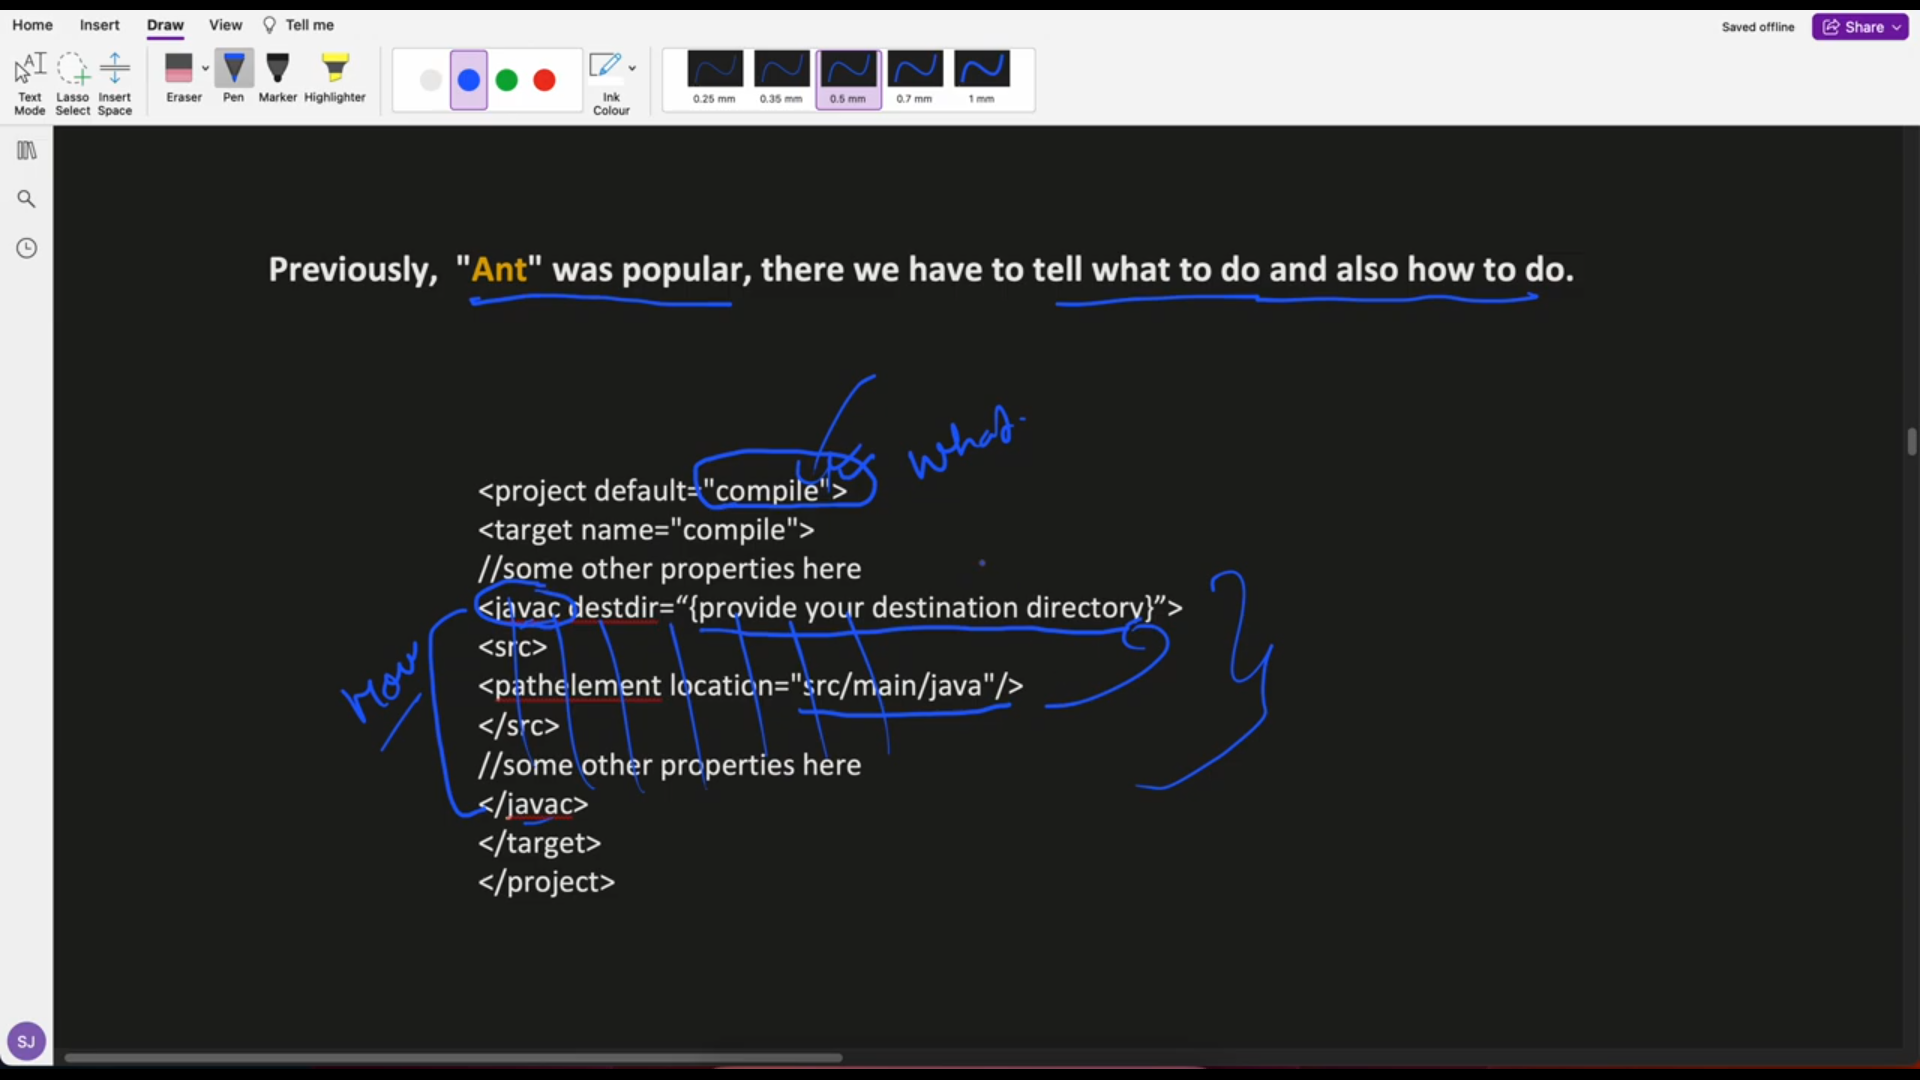 Home Insert Draw View Tell me
Saved offline Share
Text Mode Lasso Select Insert Space Eraser Pen Marker Highlighter Ink Colour 0.25 mm 0.35 mm 0.5 mm 0.7 mm 1 mm
Previously, "Ant" was popular, there we have to tell what to do and also how to do.
what.
<project default="compile">
<target name="compile">
//some other properties here
<javac destdir=“{provide your destination directory}”>
<src>
How
<pathelement location="src/main/java"/>
</src>
//some other properties here
</javac>
</target>
</project>
SJ